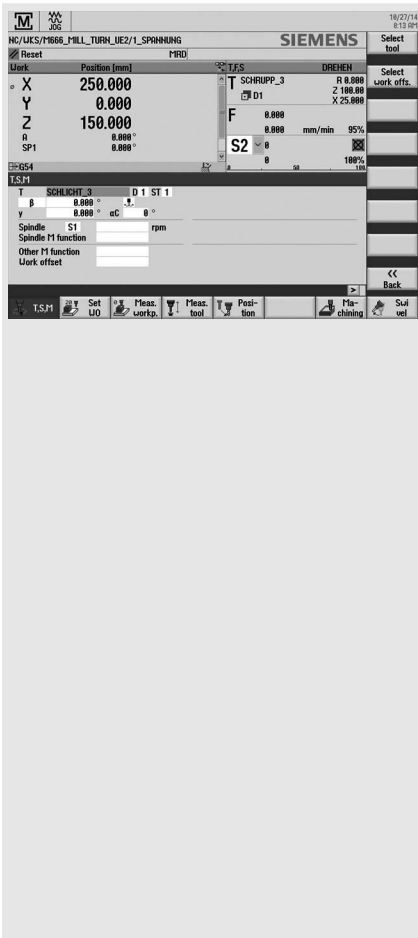 M JOG 10/27/14 8:13 AM
NC/WKS/M666_MILL_TURN_UE2/1_SPANNUNG SIEMENS
Select tool
Reset MRD
Work Position [mm] T,F,S DREHEN
Select work offs.
X 250.000 T SCHRUPP_3 R 0.800
Z 100.00
Y 0.000 D1 X 25.000
Z 150.000 F 0.000
A 0.000° 0.000 mm/min 95%
SP1 0.000° S2 0
0 100%
G54 0 50 100
T,S,M
T SCHLICHT_3 D 1 ST 1
β 0.000 °
γ 0.000 ° αC 0 °
Spindle S1 rpm
Spindle M function
Other M function
Work offset
<<
Back
>
T,S,M Set WO Meas. workp. Meas. tool Posi-tion Ma-chining Swi vel